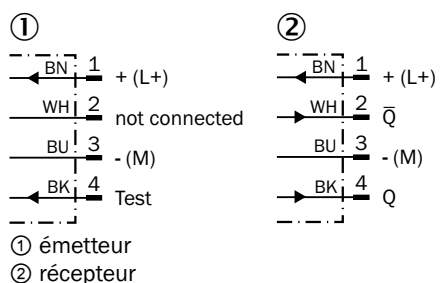 ① ②
BN 1 + (L+)
WH 2 not connected
BU 3 - (M)
BK 4 Test
BN 1 + (L+)
WH 2 Q̅
BU 3 - (M)
BK 4 Q
① émetteur
② récepteur